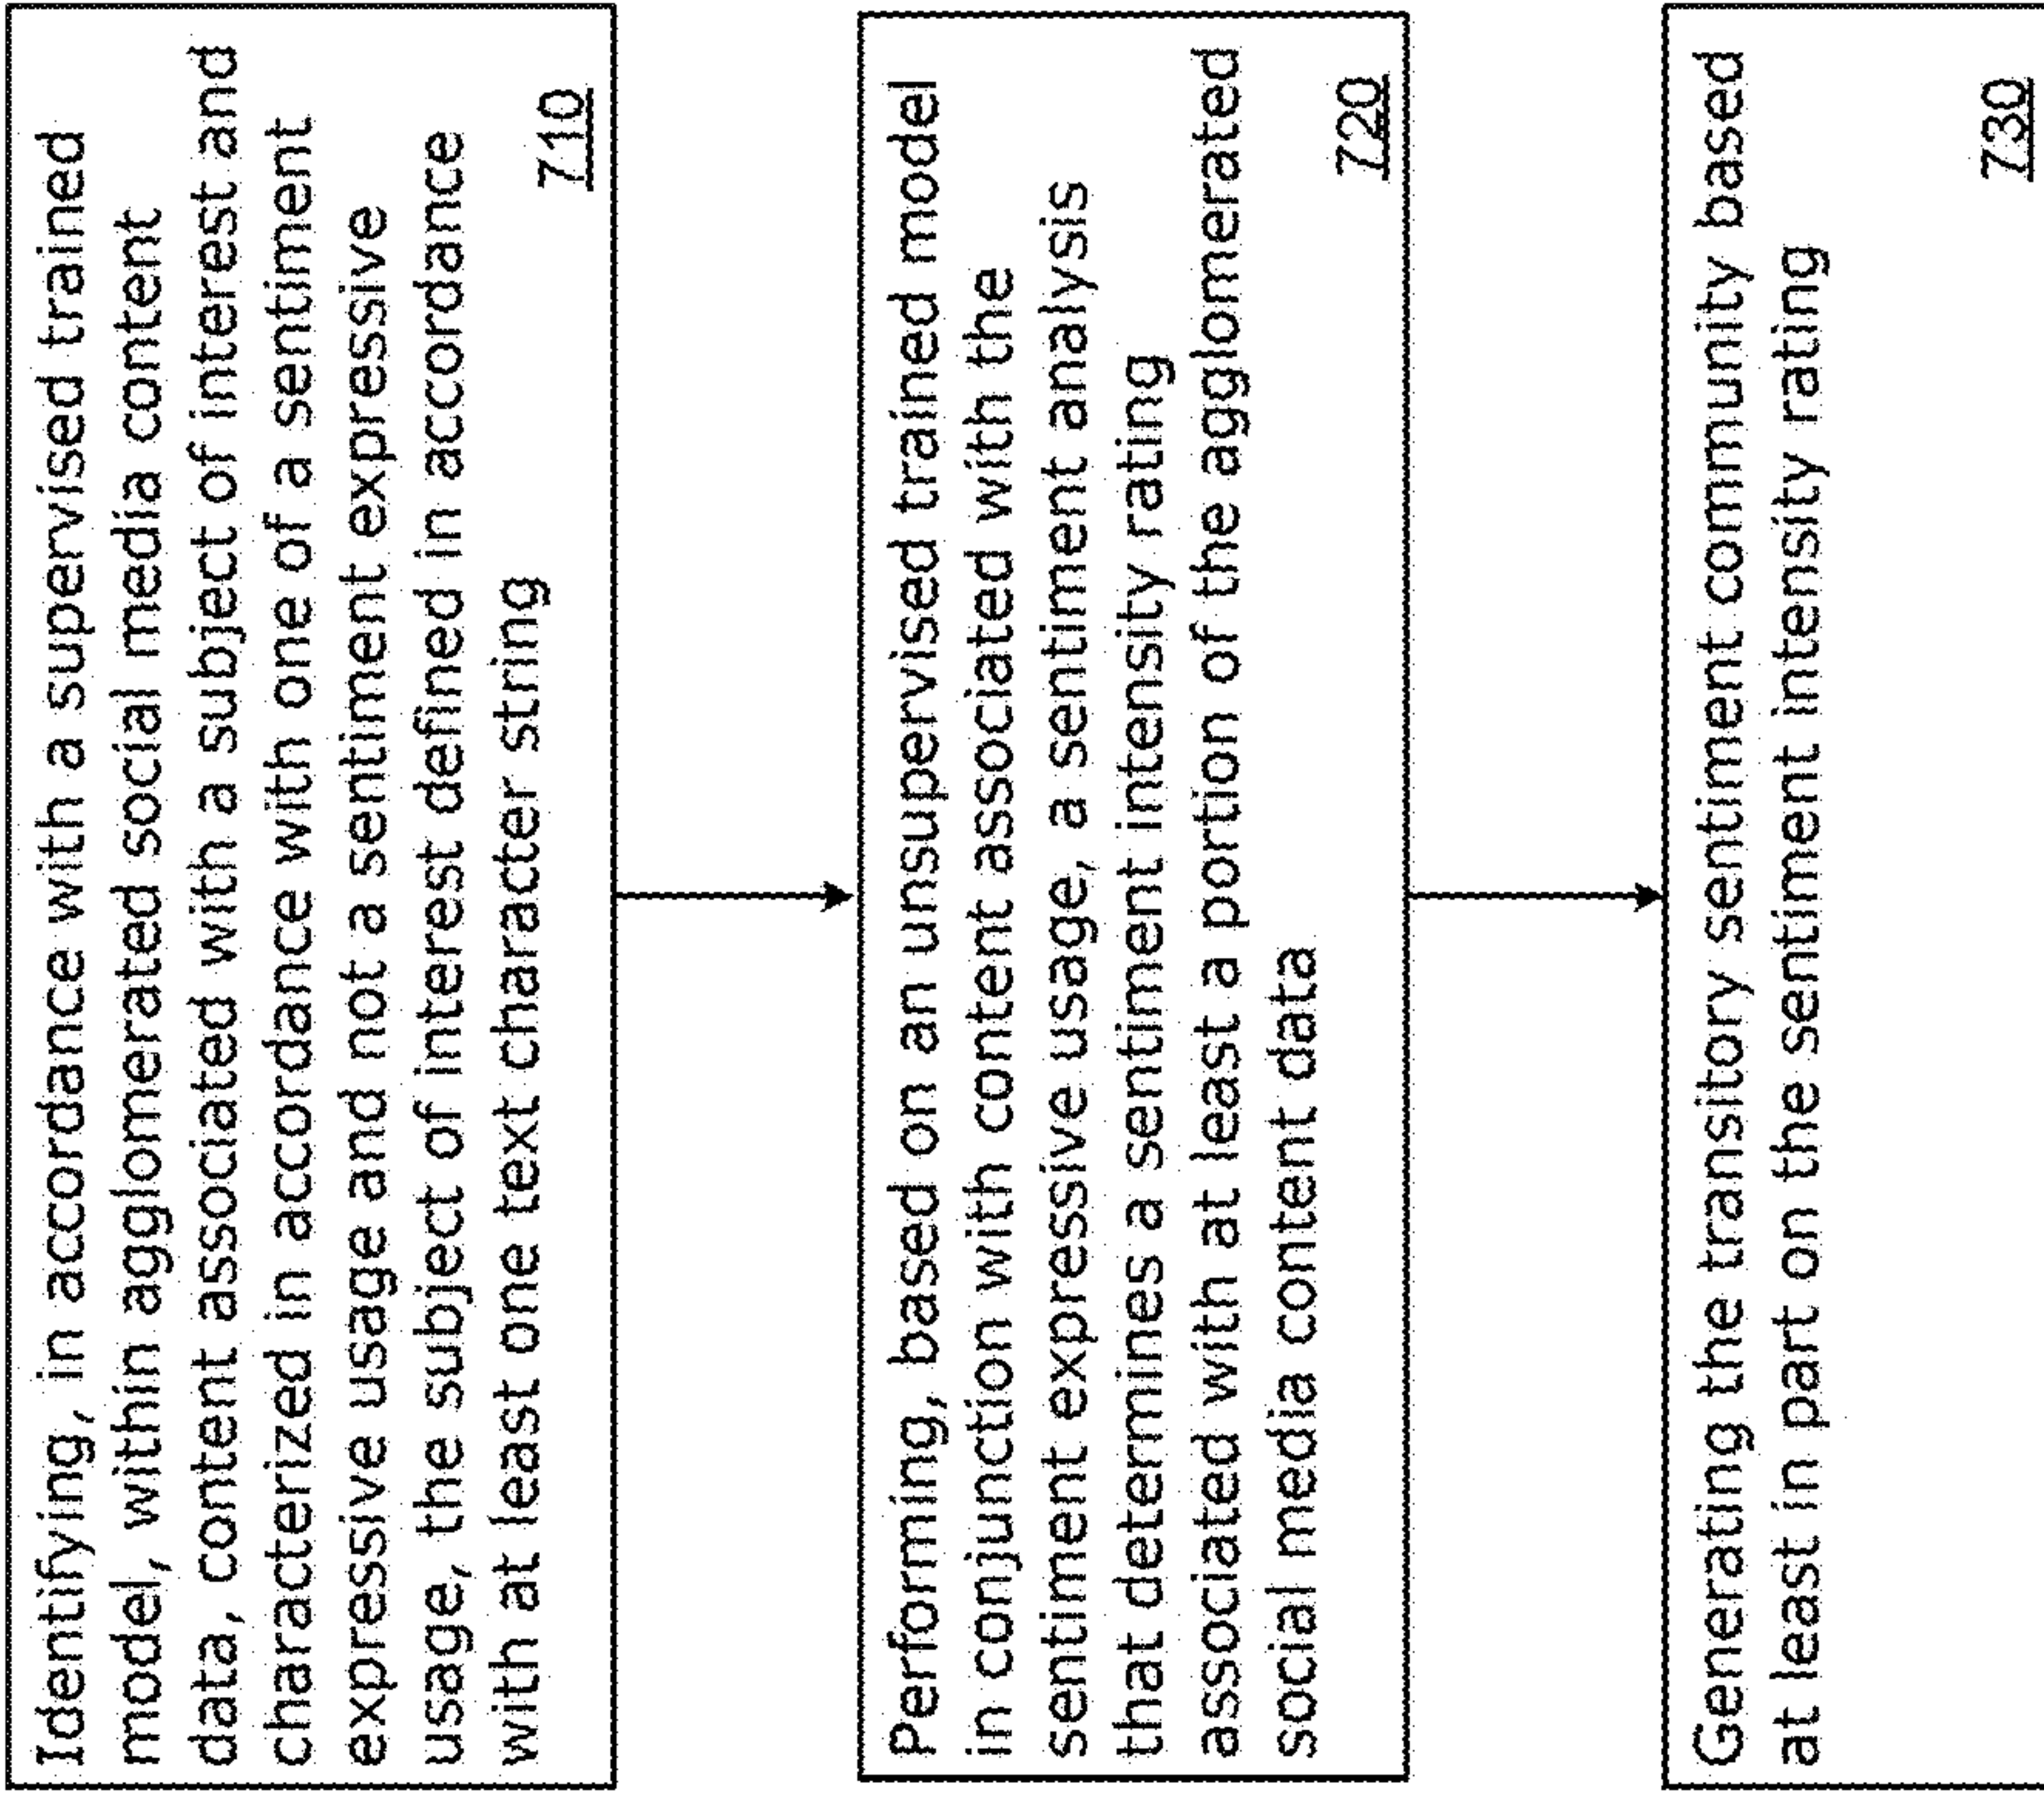 Identifying, in accordance with a supervised trained
model, within agglomerated social media content
data, content associated with a subject of interest and
characterized in accordance with one of a sentiment
expressive usage and not a sentiment expressive
usage, the subject of interest defined in accordance
with at least one text character string
710
Performing, based on an unsupervised trained model
in conjunction with content associated with the
sentiment expressive usage, a sentiment analysis
that determines a sentiment intensity rating
associated with at least a portion of the agglomerated
social media content data
720
Generating the transitory sentiment community based
at least in part on the sentiment intensity rating
730